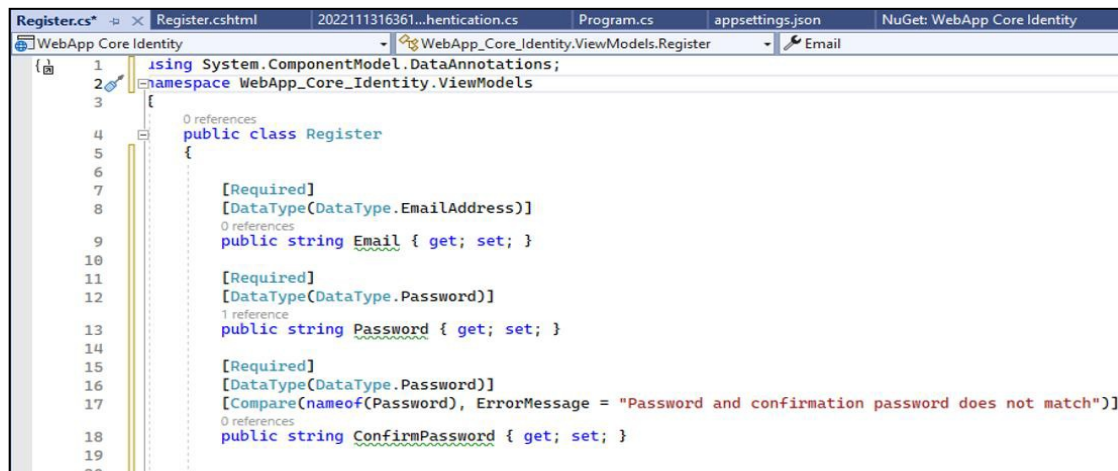 Register.cs* Register.cshtml 2022111316361...hentication.cs Program.cs appsettings.json NuGet: WebApp Core Identity
WebApp Core Identity WebApp_Core_Identity.ViewModels.Register Email
1 using System.ComponentModel.DataAnnotations;
2 namespace WebApp_Core_Identity.ViewModels
3 {
0 references
4 public class Register
5 {
6
7 [Required]
8 [DataType(DataType.EmailAddress)]
0 references
9 public string Email { get; set; }
10
11 [Required]
12 [DataType(DataType.Password)]
1 reference
13 public string Password { get; set; }
14
15 [Required]
16 [DataType(DataType.Password)]
17 [Compare(nameof(Password), ErrorMessage = "Password and confirmation password does not match")]
0 references
18 public string ConfirmPassword { get; set; }
19